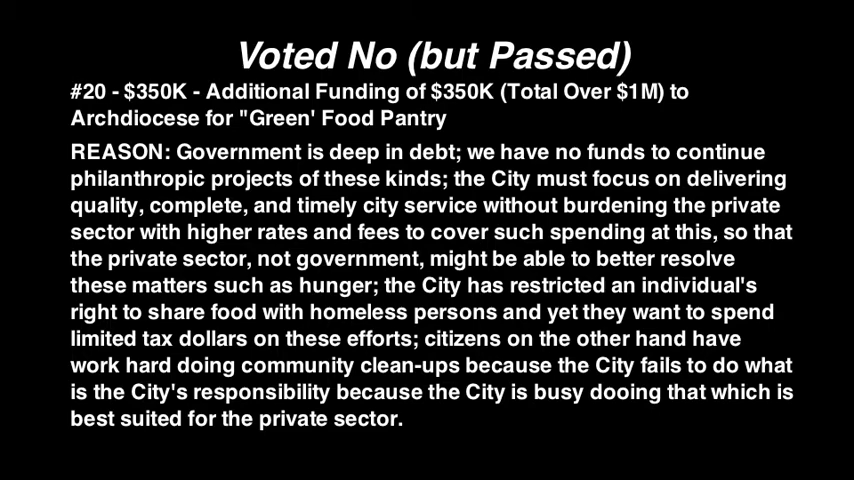 Voted No (but Passed)
#20 - $350K - Additional Funding of $350K (Total Over $1M) to
Archdiocese for "Green' Food Pantry
REASON: Government is deep in debt; we have no funds to continue
philanthropic projects of these kinds; the City must focus on delivering
quality, complete, and timely city service without burdening the private
sector with higher rates and fees to cover such spending at this, so that
the private sector, not government, might be able to better resolve
these matters such as hunger; the City has restricted an individual's
right to share food with homeless persons and yet they want to spend
limited tax dollars on these efforts; citizens on the other hand have
work hard doing community clean-ups because the City fails to do what
is the City's responsibility because the City is busy dooing that which is
best suited for the private sector.